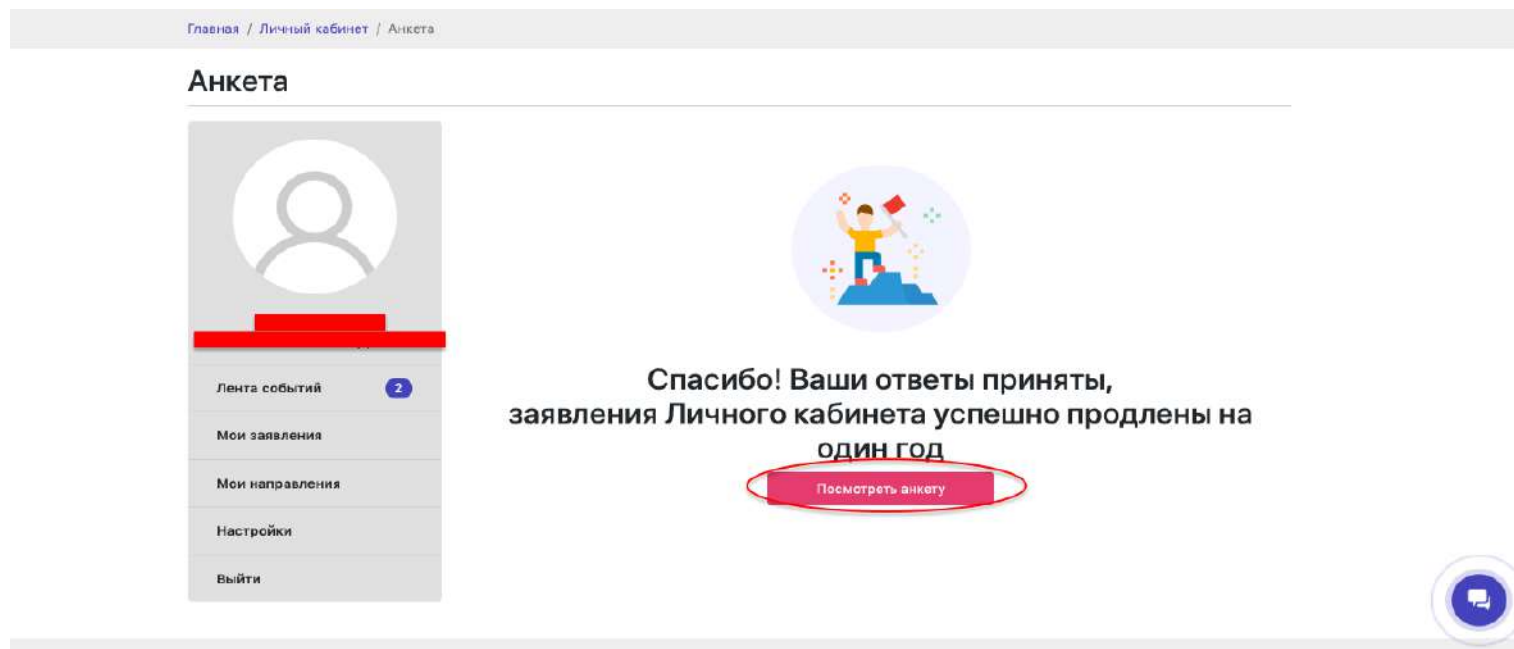 Главная / Личный кабинет / Анкета
Анкета
Лента событий 2
Мои заявления
Мои направления
Настройки
Выйти
Спасибо! Ваши ответы приняты,
заявления Личного кабинета успешно продлены на
один год
Посмотреть анкету